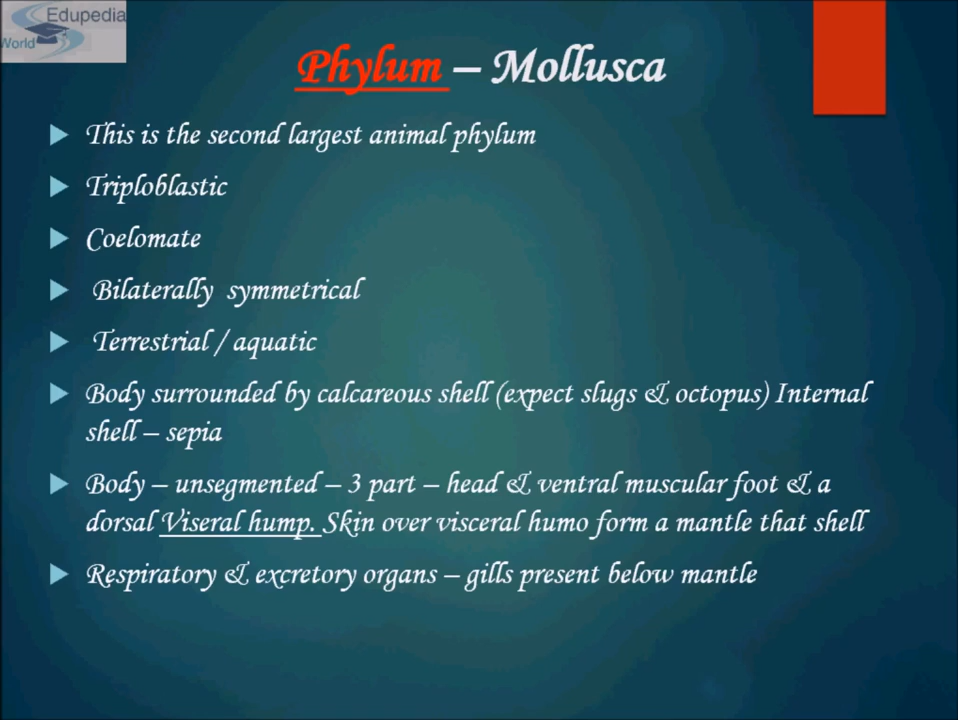 Edupedia
World
Phylum – Mollusca
This is the second largest animal phylum
Triploblastic
Coelomate
Bilaterally symmetrical
Terrestrial / aquatic
Body surrounded by calcareous shell (expect slugs & octopus) Internal
shell – sepia
Body – unsegmented – 3 part – head & ventral muscular foot & a
dorsal Viseral hump. Skin over visceral humo form a mantle that shell
Respiratory & excretory organs – gills present below mantle